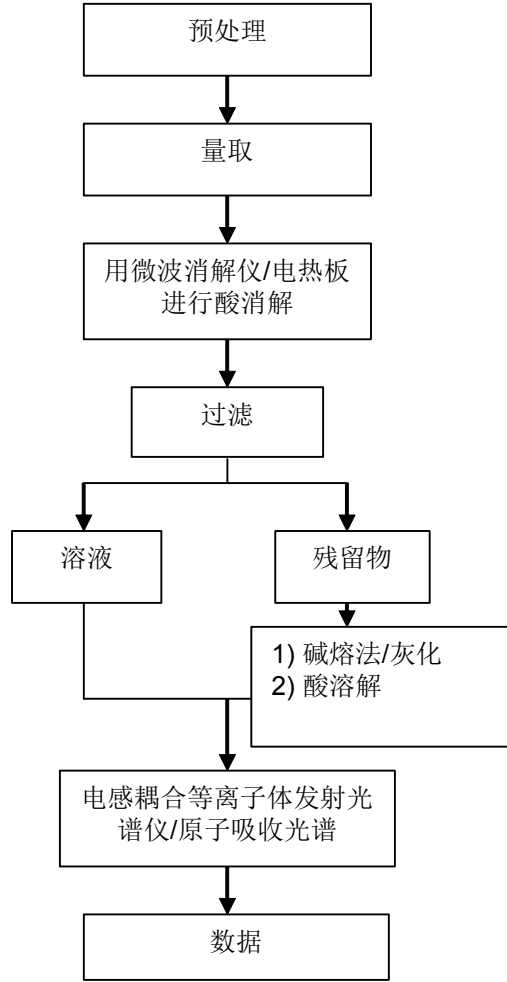 预处理
量取
用微波消解仪/电热板
进行酸消解
过滤
溶液
残留物
1) 碱熔法/灰化
2) 酸溶解
电感耦合等离子体发射光
谱仪/原子吸收光谱
数据